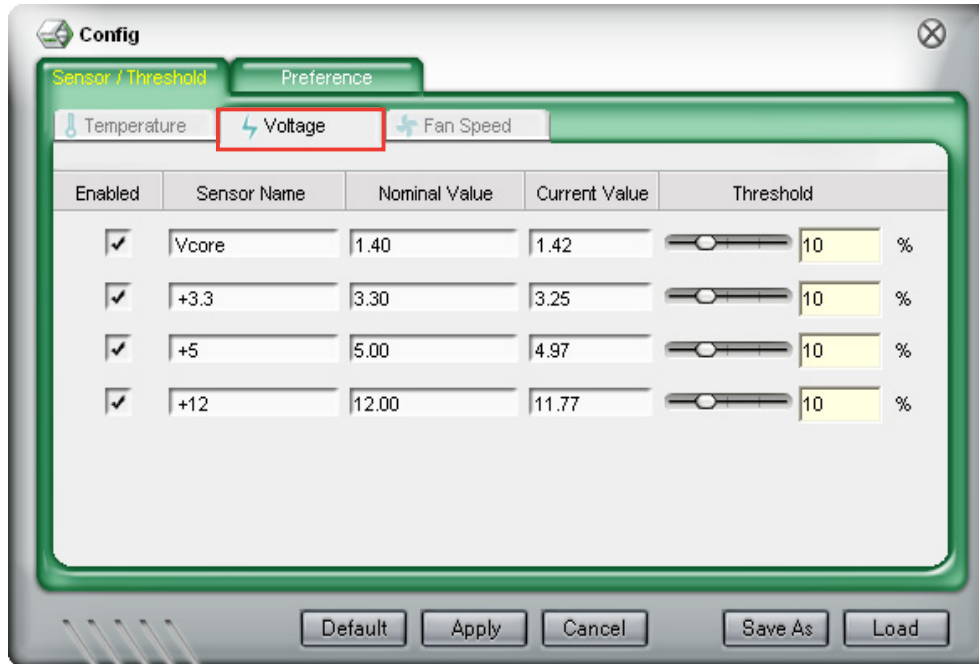 Config
Sensor / Threshold Preference
Temperature Voltage Fan Speed
Enabled Sensor Name Nominal Value Current Value Threshold
Vcore 1.40 1.42 10 %
+3.3 3.30 3.25 10 %
+5 5.00 4.97 10 %
+12 12.00 11.77 10 %
Default Apply Cancel Save As Load